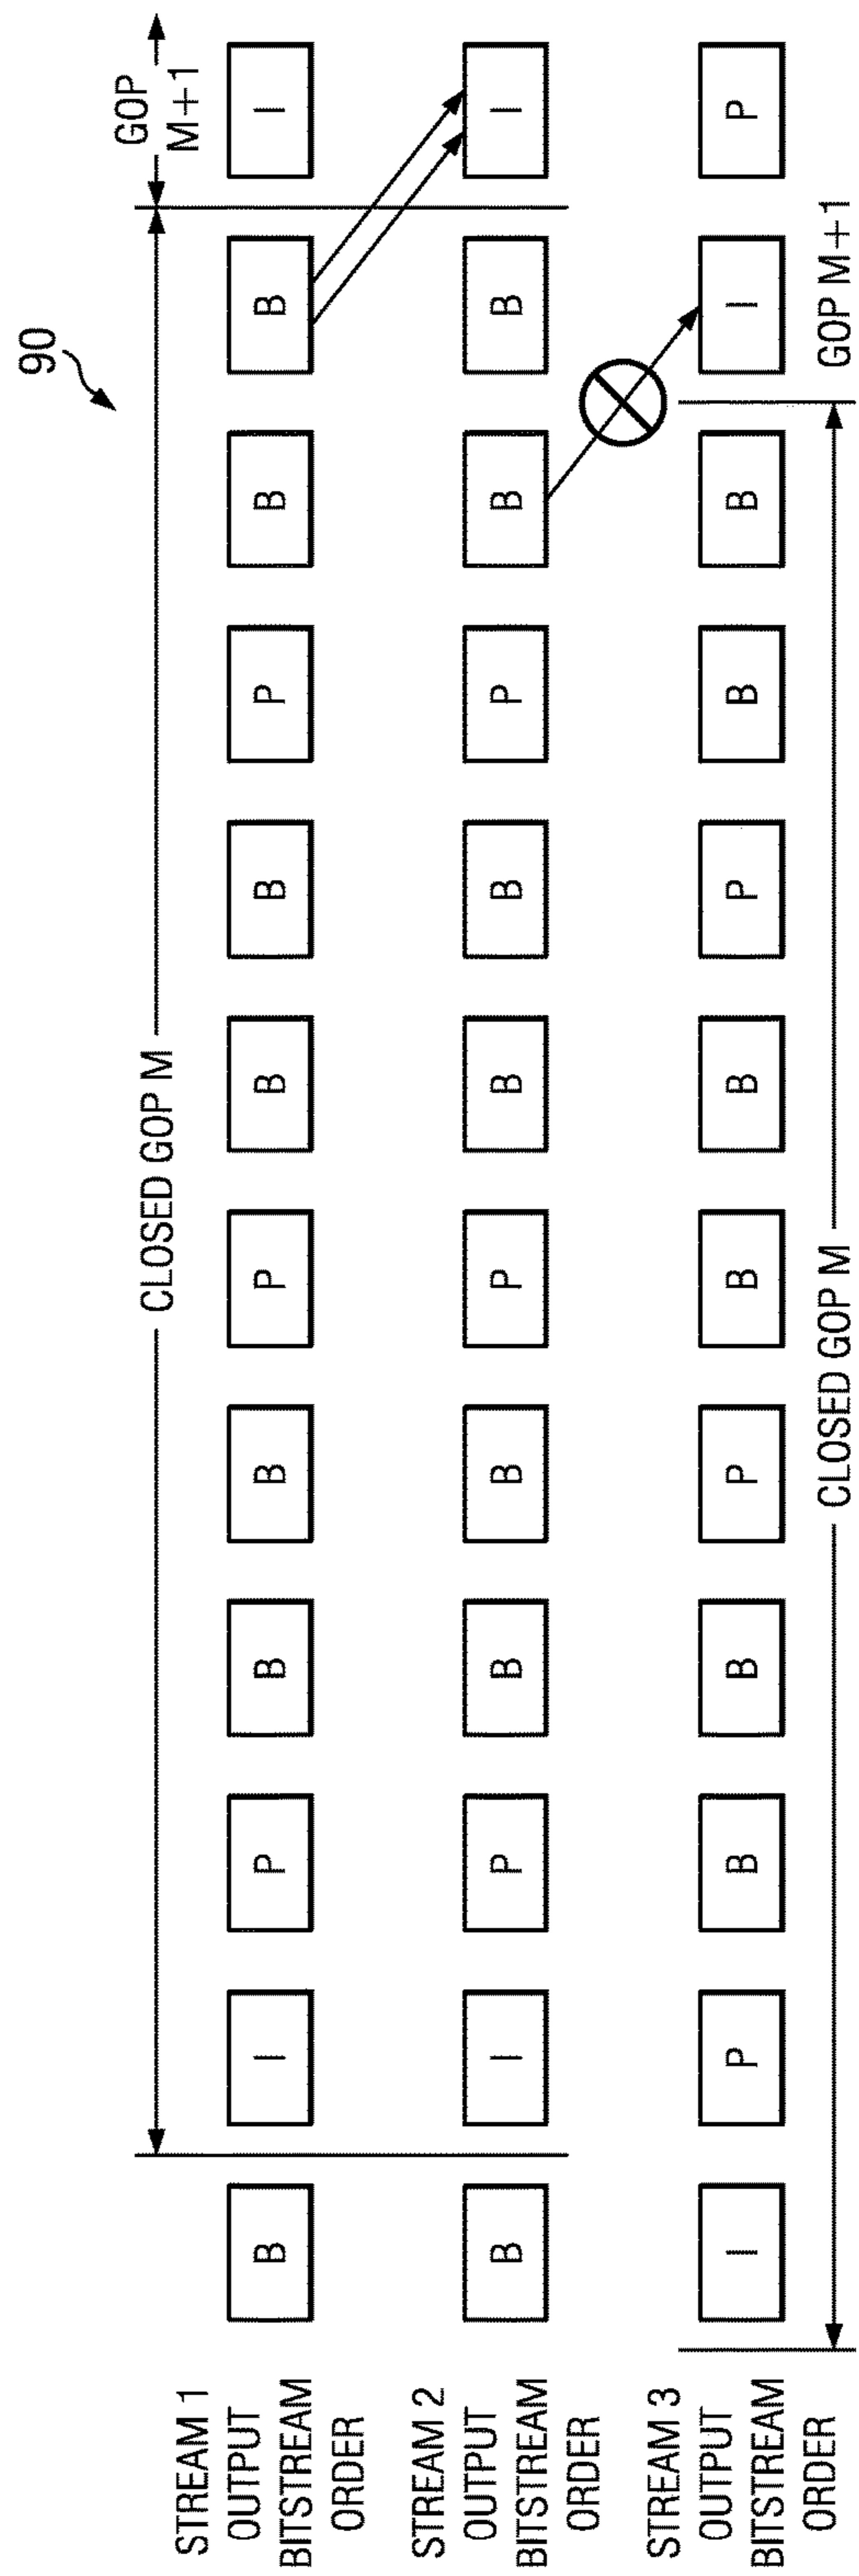 90
CLOSED GOP M
GOP
M+1
STREAM 1
OUTPUT
BITSTREAM
ORDER
B I P B B P B B P B B I
STREAM 2
OUTPUT
BITSTREAM
ORDER
B I P B B P B B P B B I
STREAM 3
OUTPUT
BITSTREAM
ORDER
I P B B P B B P B B I P
CLOSED GOP M
GOP M+1